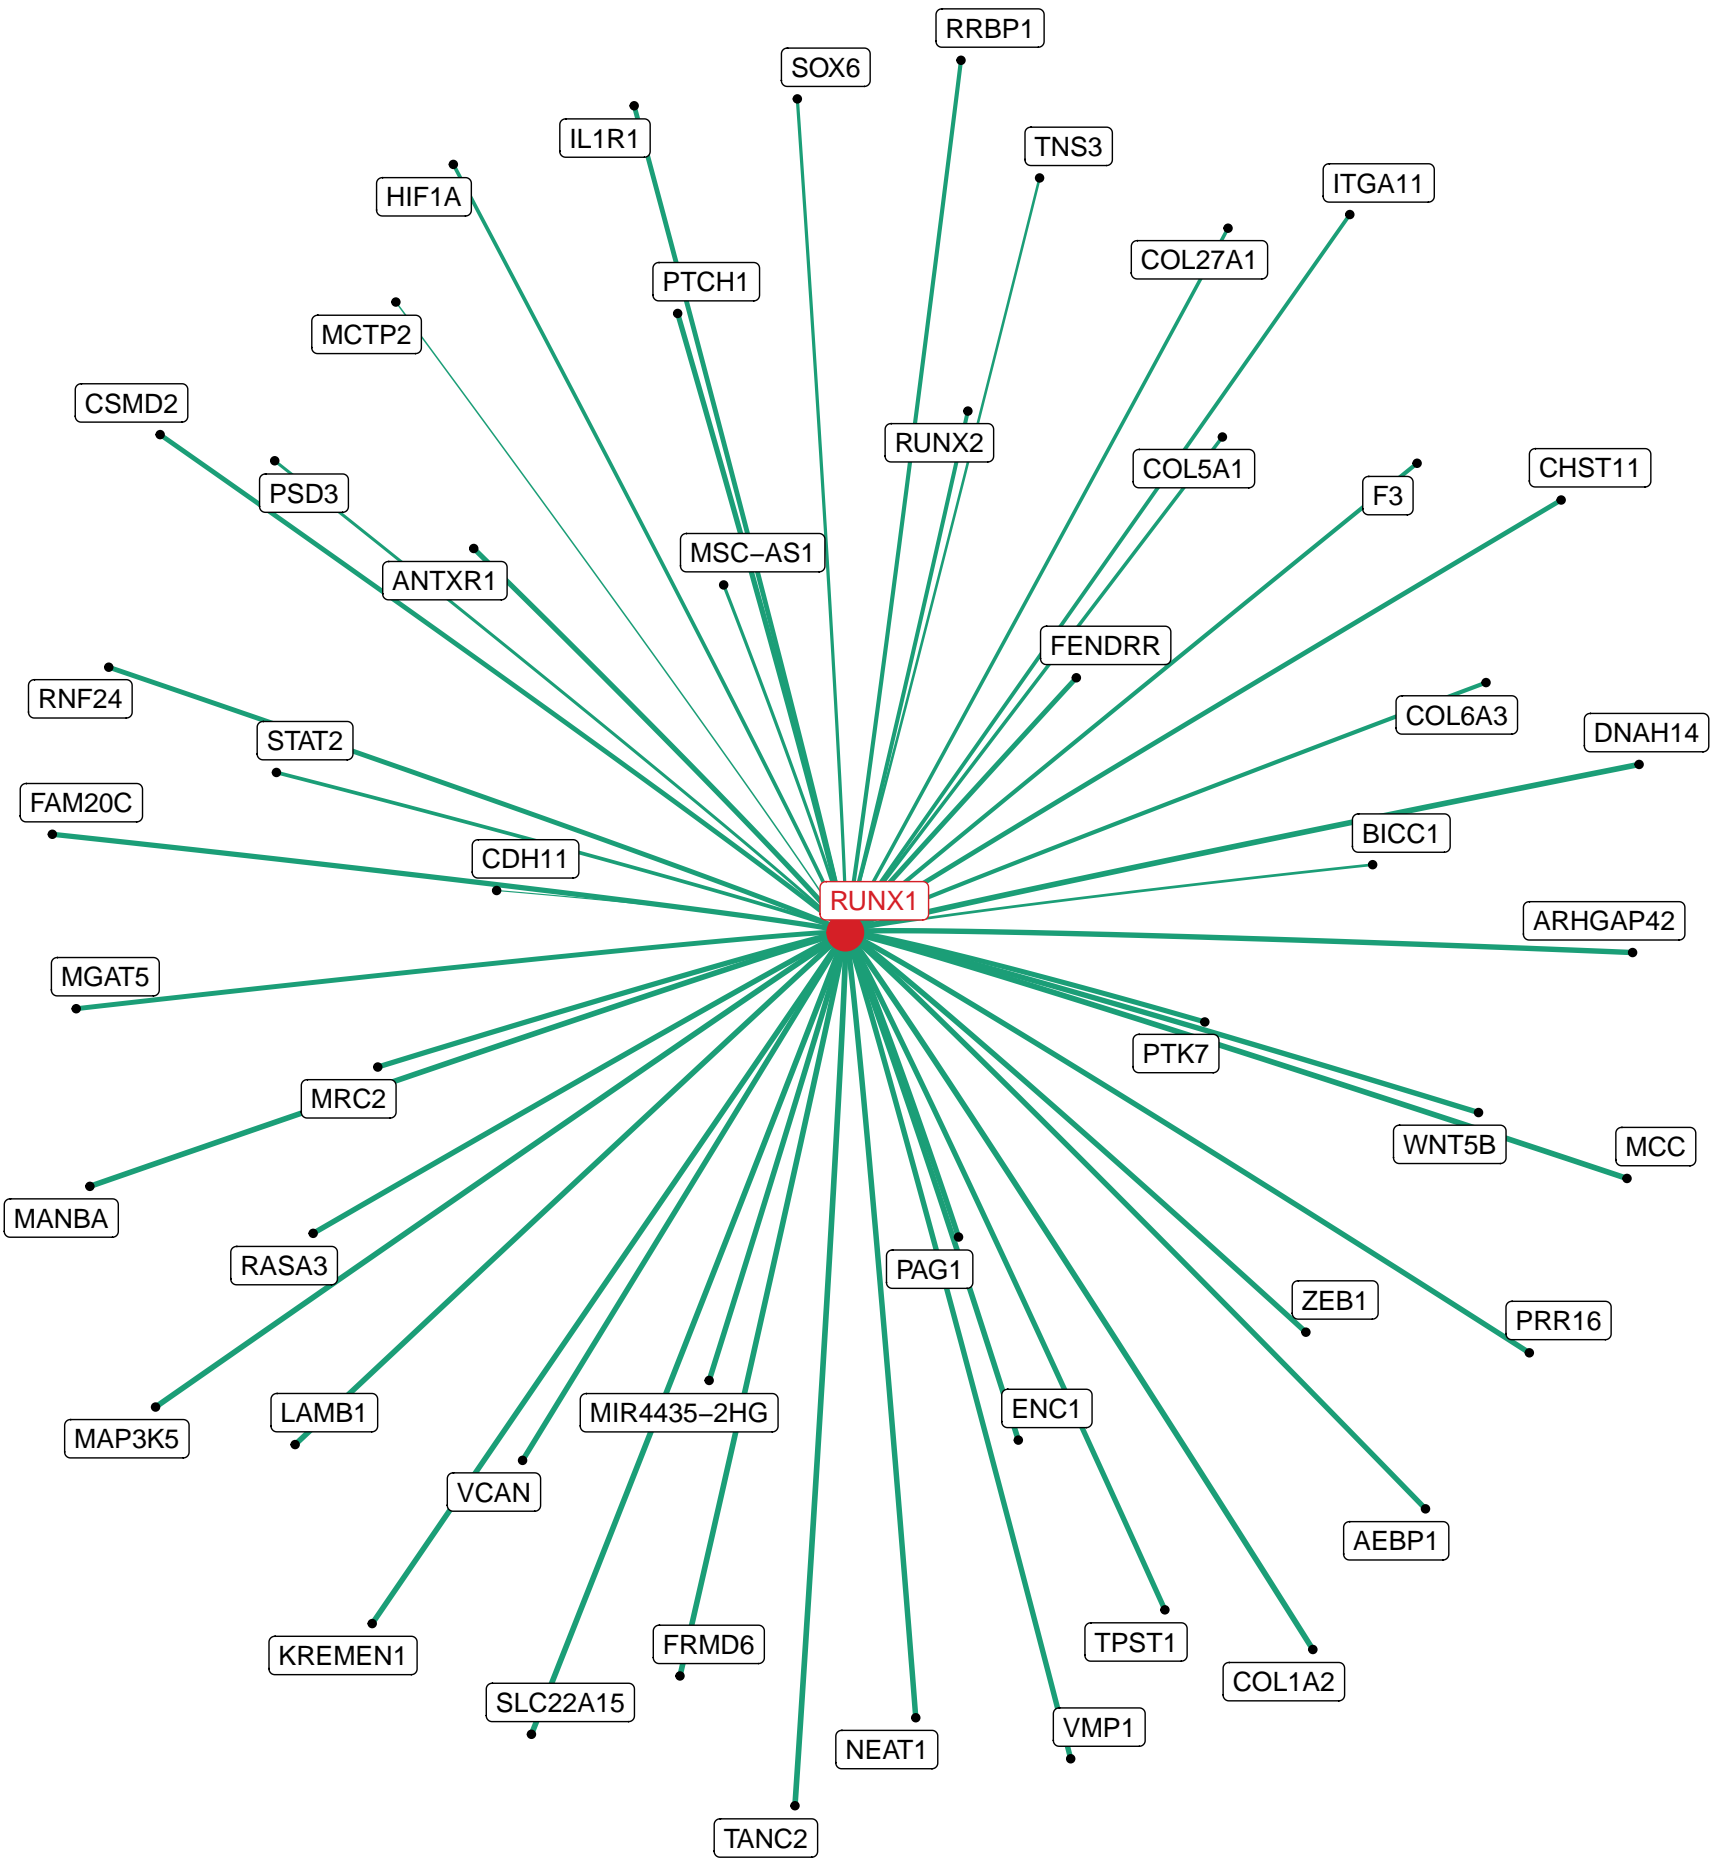 RRBP1
SOX6
IL1R1
TNS3
ITGA11
HIF1A
COL27A1
PTCH1
MCTP2
CSMD2
RUNX2
COL5A1
CHST11
PSD3
F3
MSC−AS1
ANTXR1
FENDRR
RNF24
COL6A3
DNAH14
STAT2
FAM20C
BICC1
CDH11
RUNX1
ARHGAP42
MGAT5
PTK7
MRC2
WNT5B
MCC
MANBA
RASA3
PAG1
ZEB1
PRR16
LAMB1
MIR4435−2HG
ENC1
MAP3K5
VCAN
AEBP1
TPST1
FRMD6
KREMEN1
COL1A2
SLC22A15
VMP1
NEAT1
TANC2